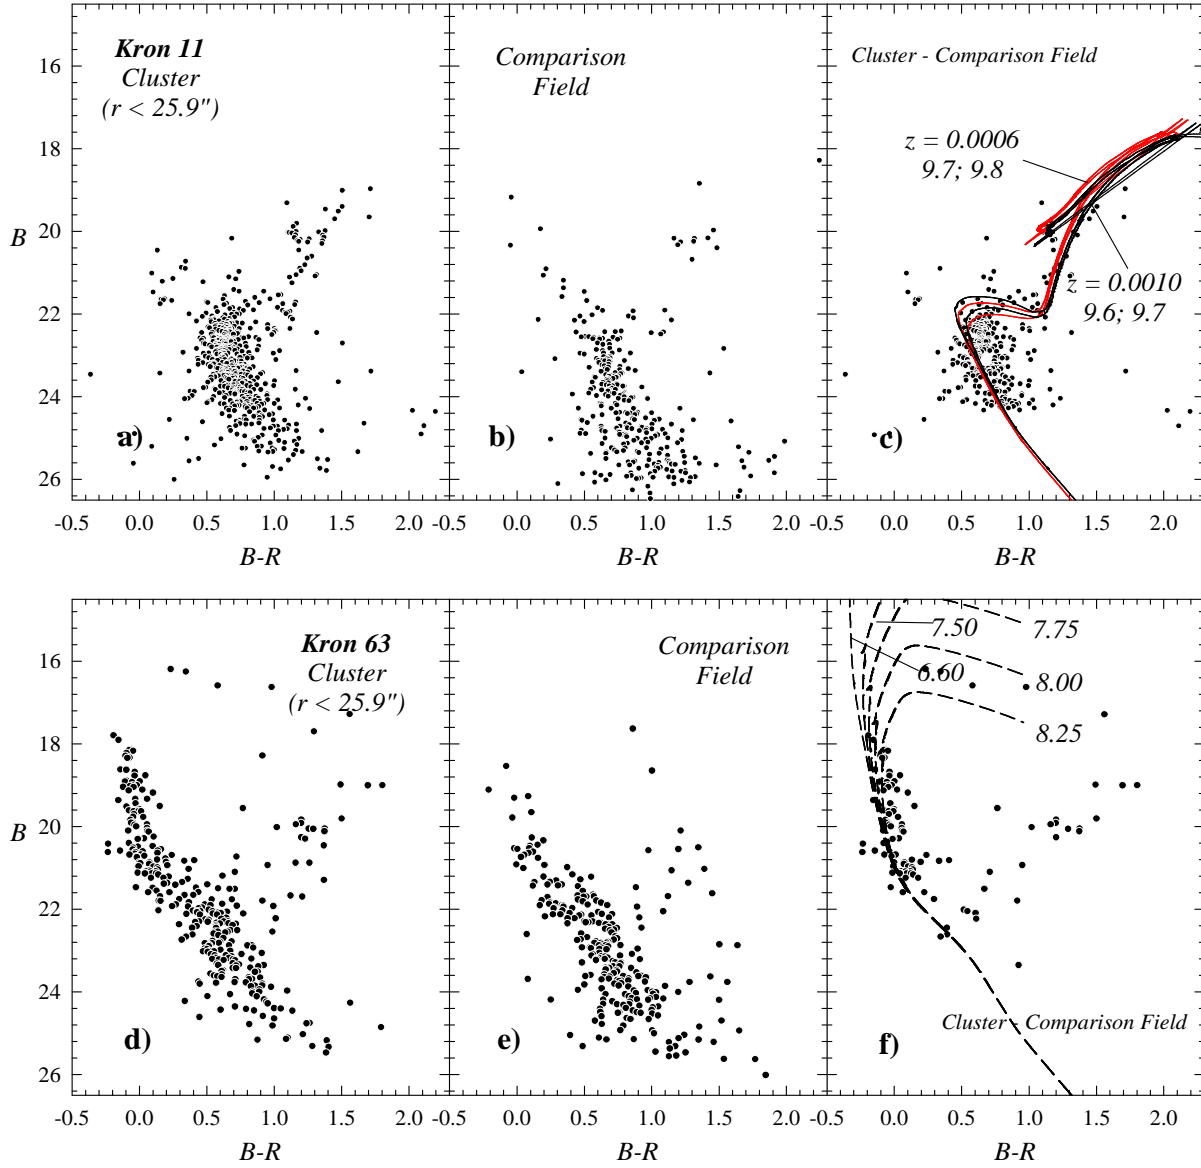 Kron 11
Cluster
(r < 25.9")
Comparison
Field
Cluster - Comparison Field
z = 0.0006
9.7; 9.8
z = 0.0010
9.6; 9.7
16
18
20
22
24
26
B
a)
b)
c)
-0.5 0.0 0.5 1.0 1.5 2.0 -0.5 0.0 0.5 1.0 1.5 2.0 -0.5 0.0 0.5 1.0 1.5 2.0
B-R B-R B-R
Kron 63
Cluster
(r < 25.9")
Comparison
Field
7.50
7.75
6.60
8.00
8.25
16
18
20
22
24
26
B
Cluster - Comparison Field
d)
e)
f)
-0.5 0.0 0.5 1.0 1.5 2.0 -0.5 0.0 0.5 1.0 1.5 2.0 -0.5 0.0 0.5 1.0 1.5 2.0
B-R B-R B-R